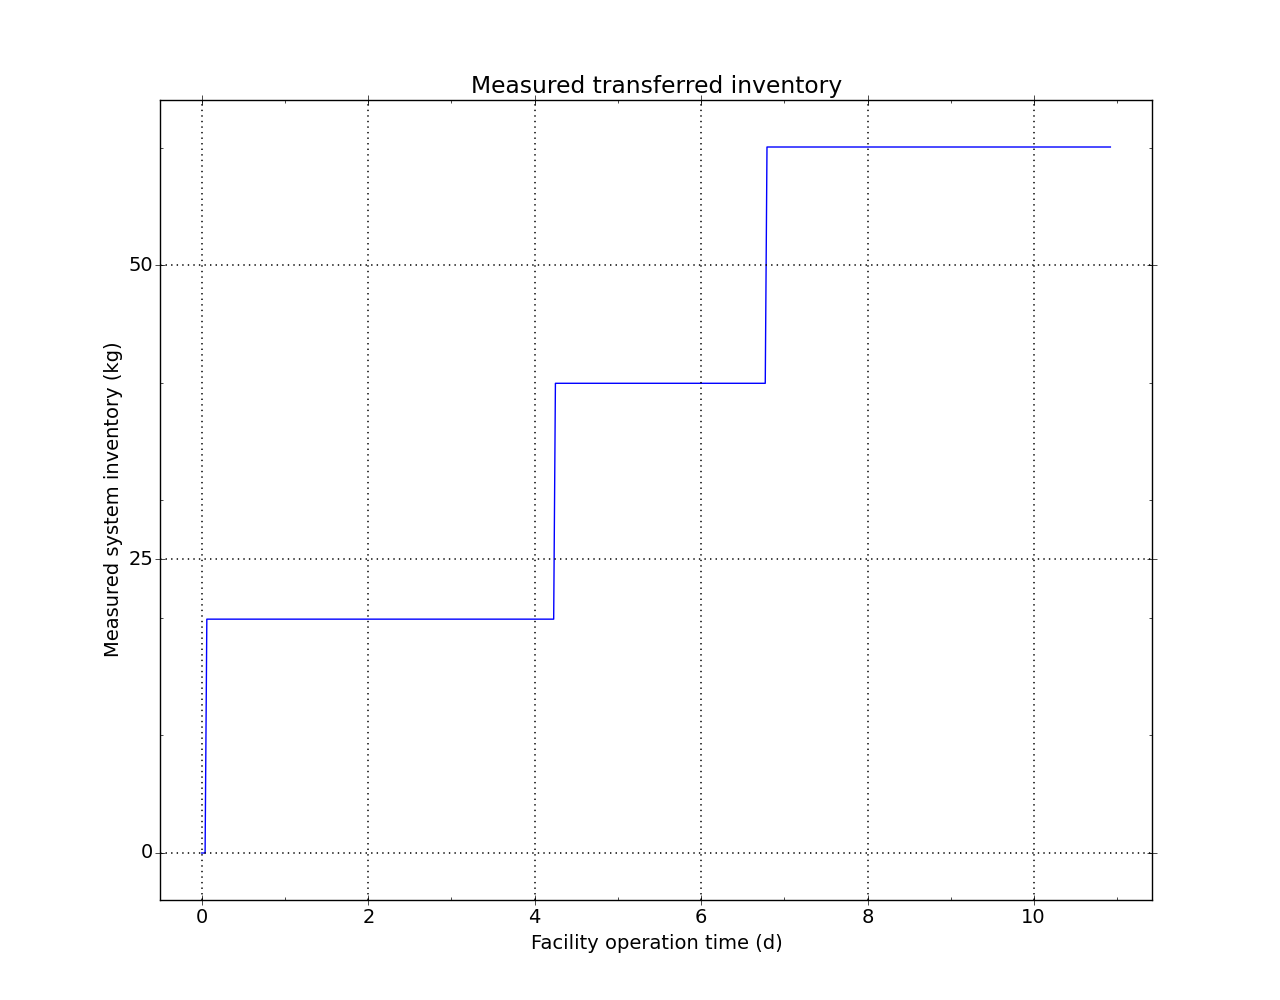 Measured transferred inventory
Measured system inventory (kg)
50
25
0
0 2 4 6 8 10
Facility operation time (d)